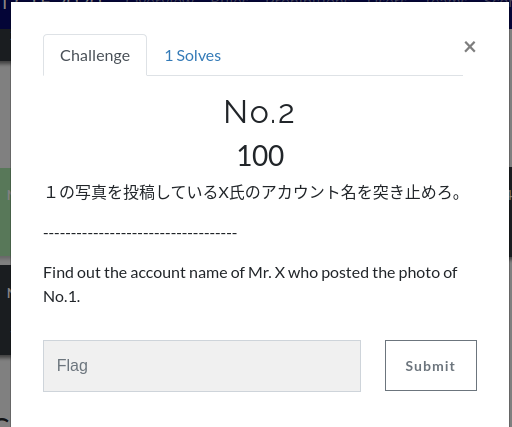 Challenge
1 Solves
×
No.2
100
１の写真を投稿しているX氏のアカウント名を突き止めろ。
-----------------------------------
Find out the account name of Mr. X who posted the photo of
No.1.
Flag
Submit